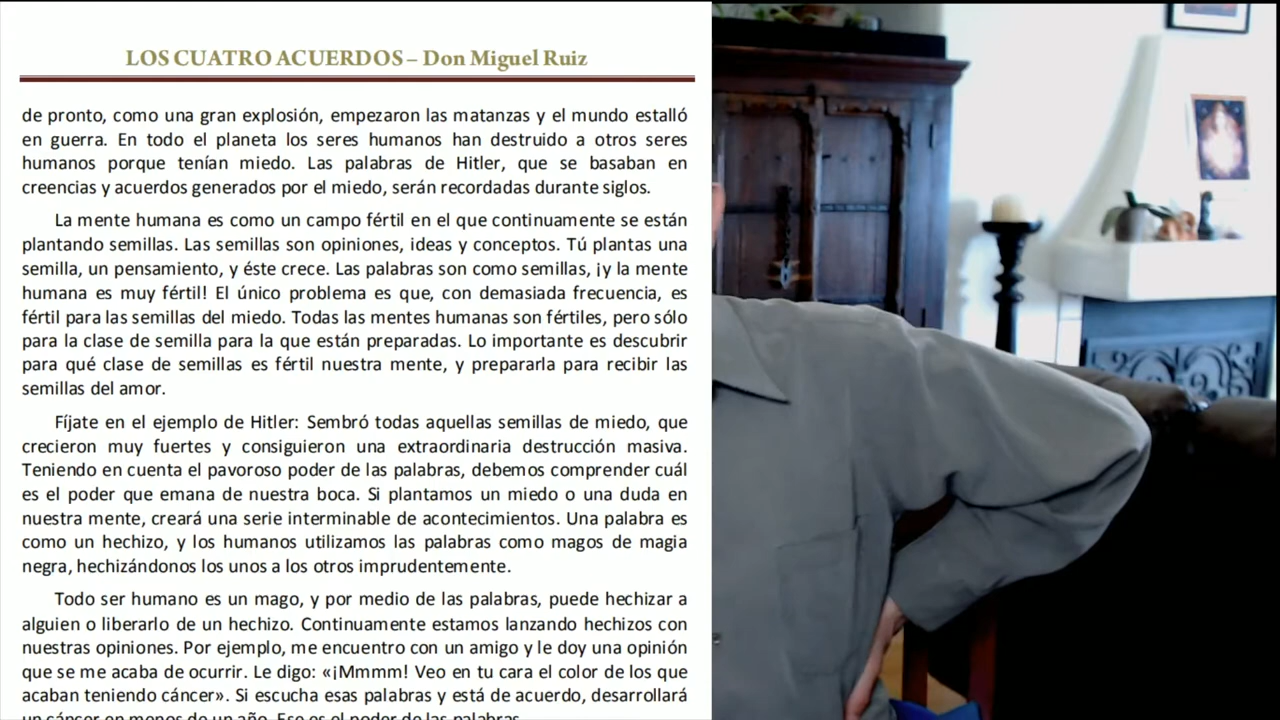 LOS CUATRO ACUERDOS – Don Miguel Ruiz
de pronto, como una gran explosión, empezaron las matanzas y el mundo estalló
en guerra. En todo el planeta los seres humanos han destruido a otros seres
humanos porque tenían miedo. Las palabras de Hitler, que se basaban en
creencias y acuerdos generados por el miedo, serán recordadas durante siglos.
La mente humana es como un campo fértil en el que continuamente se están
plantando semillas. Las semillas son opiniones, ideas y conceptos. Tú plantas una
semilla, un pensamiento, y éste crece. Las palabras son como semillas, ¡y la mente
humana es muy fértil! El único problema es que, con demasiada frecuencia, es
fértil para las semillas del miedo. Todas las mentes humanas son fértiles, pero sólo
para la clase de semilla para la que están preparadas. Lo importante es descubrir
para qué clase de semillas es fértil nuestra mente, y prepararla para recibir las
semillas del amor.
Fíjate en el ejemplo de Hitler: Sembró todas aquellas semillas de miedo, que
crecieron muy fuertes y consiguieron una extraordinaria destrucción masiva.
Teniendo en cuenta el pavoroso poder de las palabras, debemos comprender cuál
es el poder que emana de nuestra boca. Si plantamos un miedo o una duda en
nuestra mente, creará una serie interminable de acontecimientos. Una palabra es
como un hechizo, y los humanos utilizamos las palabras como magos de magia
negra, hechizándonos los unos a los otros imprudentemente.
Todo ser humano es un mago, y por medio de las palabras, puede hechizar a
alguien o liberarlo de un hechizo. Continuamente estamos lanzando hechizos con
nuestras opiniones. Por ejemplo, me encuentro con un amigo y le doy una opinión
que se me acaba de ocurrir. Le digo: «¡Mmmm! Veo en tu cara el color de los que
acaban teniendo cáncer». Si escucha esas palabras y está de acuerdo, desarrollará
un cáncer en menos de un año. Ese es el poder de las palabras.